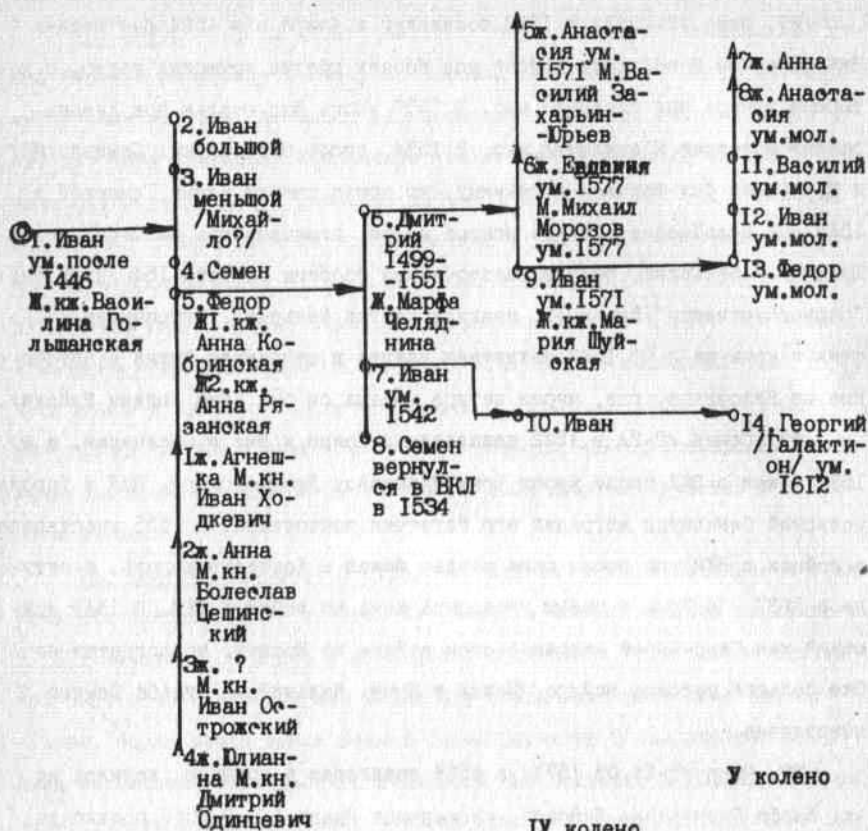 1.Иван
ум.после
1446
Ж.кж.Васи-
лина Го-
льшанская
2.Иван
большой
3.Иван
меньшой
/Михай-
ло?/
4.Семен
5.Федор
Ж1.кж.
Анна Ко-
бринская
Ж2.кж.
Анна Ря-
занская
1ж.Агнеш-
ка М.кн.
Иван Хо-
дкевич
2ж.Анна
М.кн.
Болеслав
Цешинс-
кий
3ж. ?
М.кн.
Иван Ос-
трожский
4ж.Юлиан-
на М.кн.
Дмитрий
Одинцевич
6.Дмит-
рий
1499-
-1551
Ж.Марфа
Челяд-
нина
7.Иван
ум.
1542
8.Семен
вернул-
ся в ВКЛ
в 1534
5ж.Анаста-
сия ум.
1571 М.Ва-
силий За-
харьин-
-Юрьев
6ж.Евдокия
ум.1577
М.Михаил
Морозов
ум.1577
9.Иван
ум.1571
Ж.кж.Ма-
рия Шуй-
ская
10.Иван
IУ колено
7ж.Анна
8ж.Анаста-
сия
ум.мол.
11.Василий
ум.мол.
12.Иван
ум.мол.
13.Федор
ум.мол.
14.Георгий
/Галакти-
он/ ум.
1612
У колено